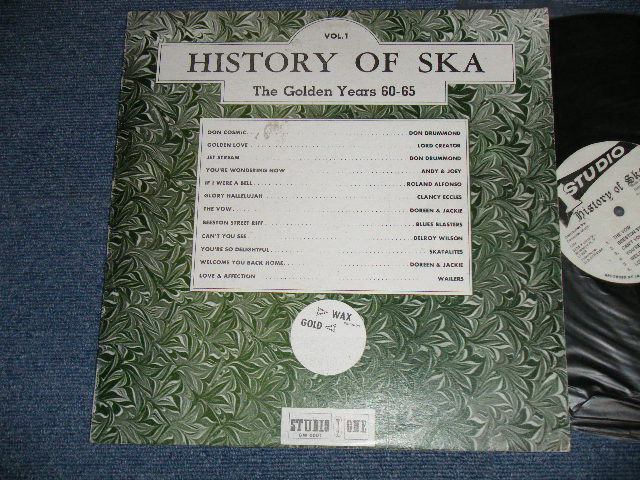 VOL.1
HISTORY OF SKA
The Golden Years 60-65
DON COSMIC DON DRUMMOND
GOLDEN LOVE LORD CREATOR
JET STREAM DON DRUMMOND
YOU'RE WONDERING NOW ANDY & JOEY
IF I WERE A BELL ROLAND ALFONSO
GLORY HALLELUJAH CLANCY ECCLES
THE VOW DOREEN & JACKIE
BEESTON STREET RIFF BLUES BLASTERS
CAN'T YOU SEE DELROY WILSON
YOU'RE SO DELIGHTFUL SKATALITES
WELCOME YOU BACK HOME DOREEN & JACKIE
LOVE & AFFECTION WAILERS
WAX
GOLD
STUDIO ONE
STUDIO
History of Ska